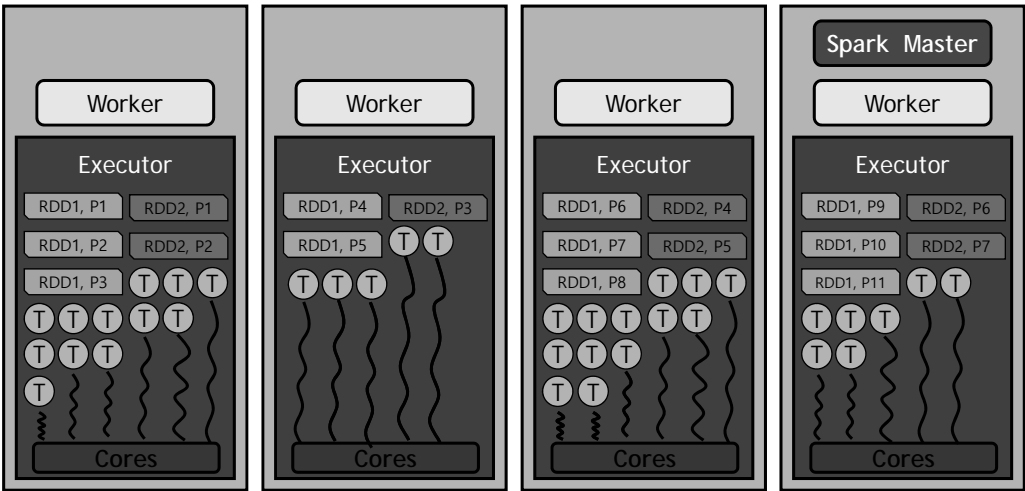 Worker
Executor
RDD1, P1 RDD2, P1
RDD1, P2 RDD2, P2
RDD1, P3 T T T
T T T T T
T T T
T
Cores
Worker
Executor
RDD1, P4 RDD2, P3
RDD1, P5 T T
T T T
Cores
Worker
Executor
RDD1, P6 RDD2, P4
RDD1, P7 RDD2, P5
RDD1, P8 T T T
T T T T T
T T T
T T
Cores
Spark Master
Worker
Executor
RDD1, P9 RDD2, P6
RDD1, P10 RDD2, P7
RDD1, P11 T T
T T T
T T
Cores